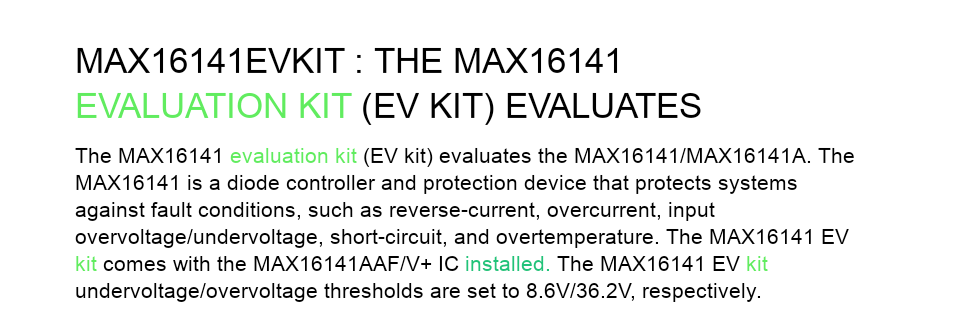 MAX16141EVKIT : THE MAX16141
EVALUATION KIT (EV KIT) EVALUATES
The MAX16141 evaluation kit (EV kit) evaluates the MAX16141/MAX16141A. The
MAX16141 is a diode controller and protection device that protects systems
against fault conditions, such as reverse-current, overcurrent, input
overvoltage/undervoltage, short-circuit, and overtemperature. The MAX16141 EV
kit comes with the MAX16141AAF/V+ IC installed. The MAX16141 EV kit
undervoltage/overvoltage thresholds are set to 8.6V/36.2V, respectively.